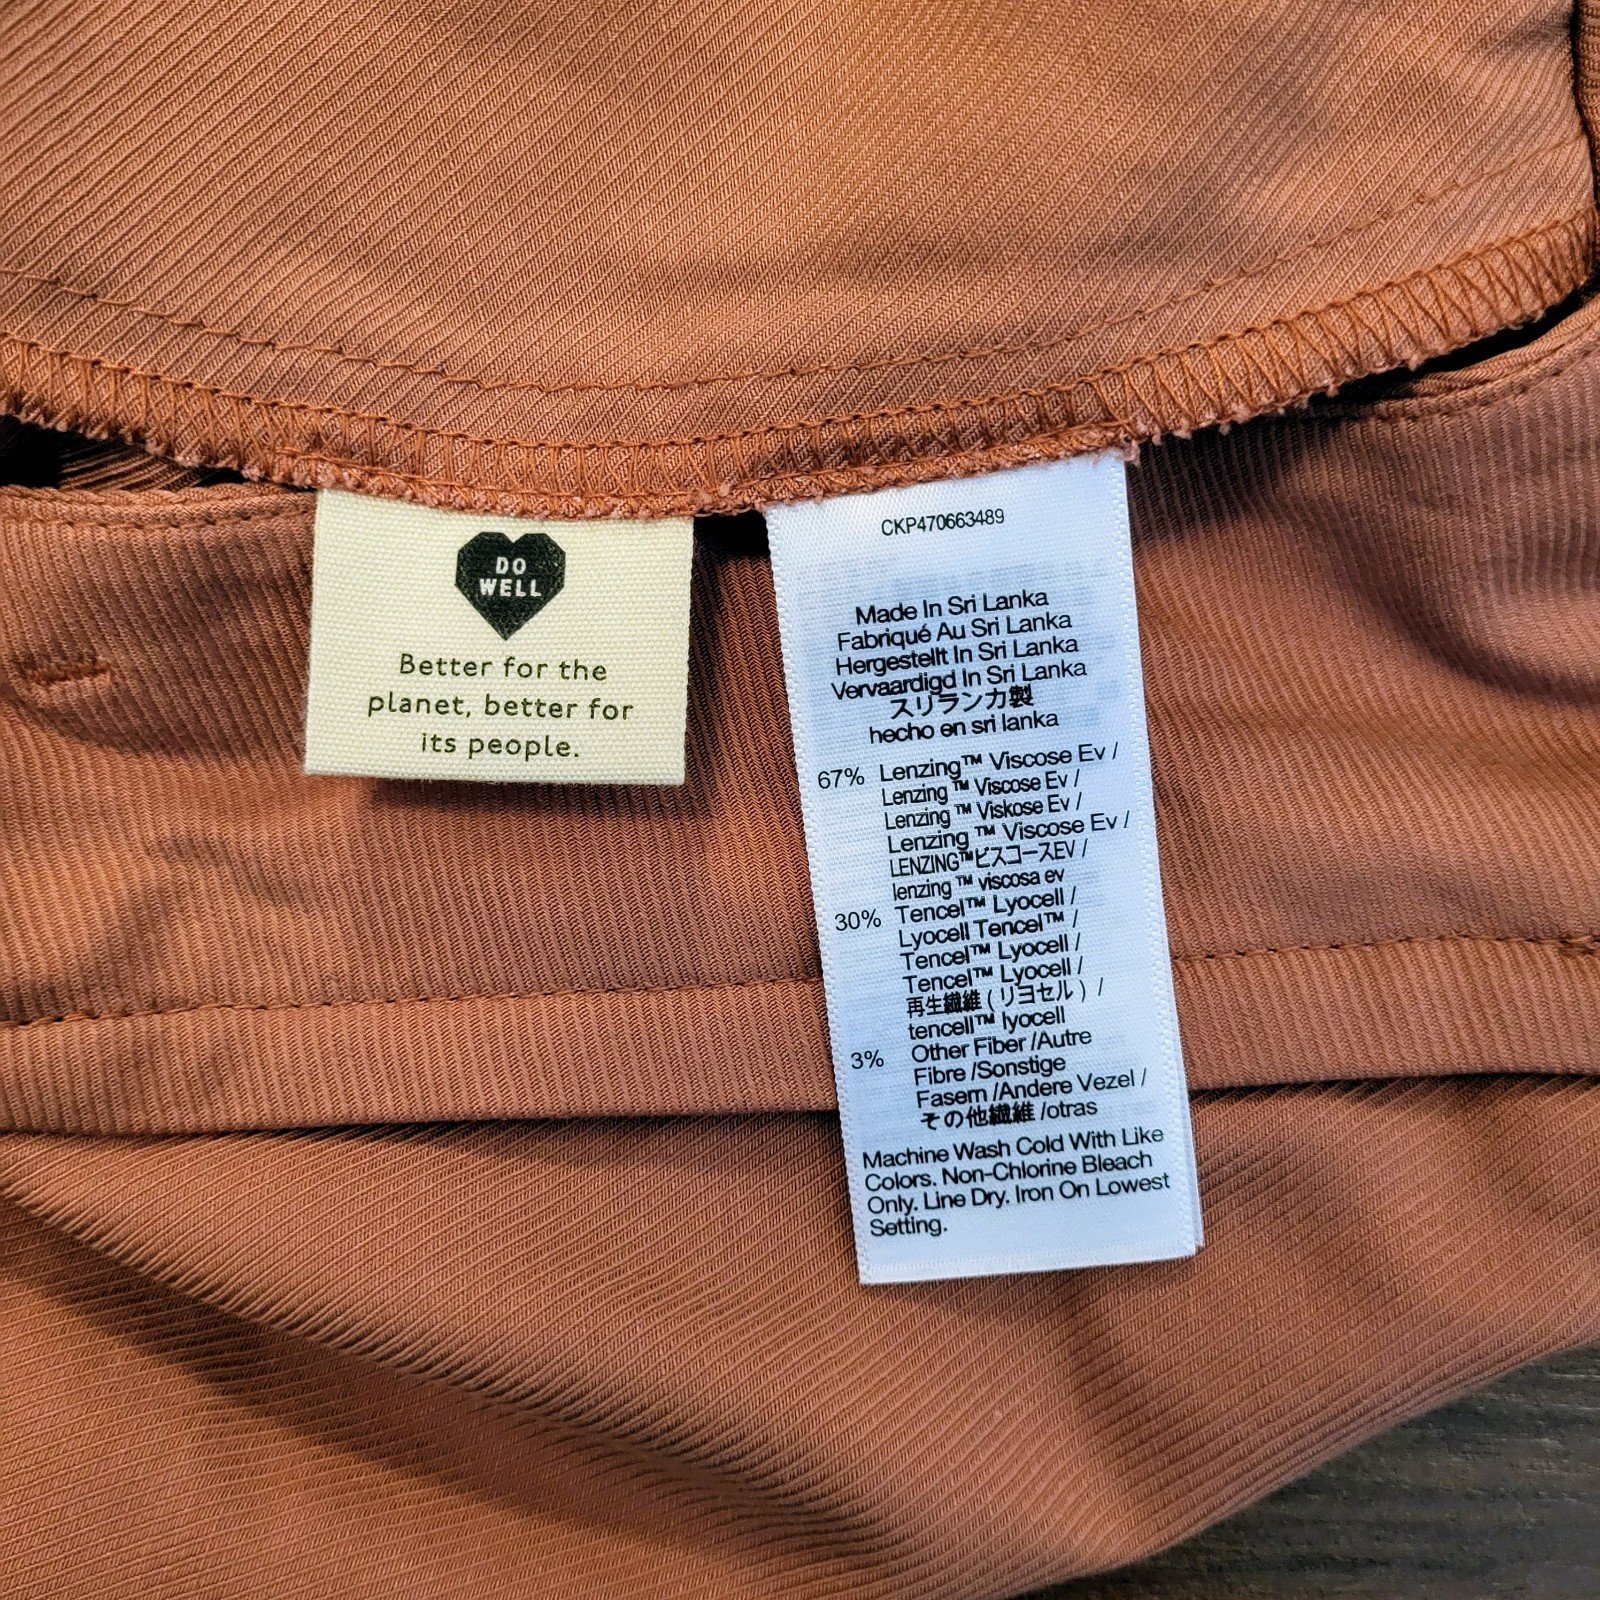 DO
WELL
Better for the
planet, better for
its people.
CKP470663489
Made In Sri Lanka
Fabriqué Au Sri Lanka
Hergestellt In Sri Lanka
Vervaardigd In Sri Lanka
スリランカ製
hecho en sri lanka
67% Lenzing™ Viscose Ev /
Lenzing ™ Viscose Ev /
Lenzing ™ Viskose Ev /
Lenzing ™ Viscose Ev /
LENZING™ビスコースEV /
lenzing ™ viscosa ev
30% Tencel™ Lyocell /
Lyocell Tencel™ /
Tencel™ Lyocell /
Tencel™ Lyocell /
再生繊維 (リヨセル) /
tencell™ lyocell
3% Other Fiber /Autre
Fibre /Sonstige
Fasern /Andere Vezel /
その他繊維 /otras
Machine Wash Cold With Like
Colors. Non-Chlorine Bleach
Only. Line Dry. Iron On Lowest
Setting.